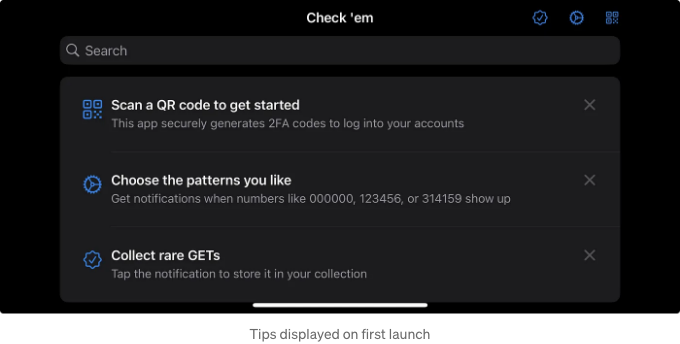 Check 'em
Search
Scan a QR code to get started
This app securely generates 2FA codes to log into your accounts
Choose the patterns you like
Get notifications when numbers like 000000, 123456, or 314159 show up
Collect rare GETs
Tap the notification to store it in your collection
Tips displayed on first launch